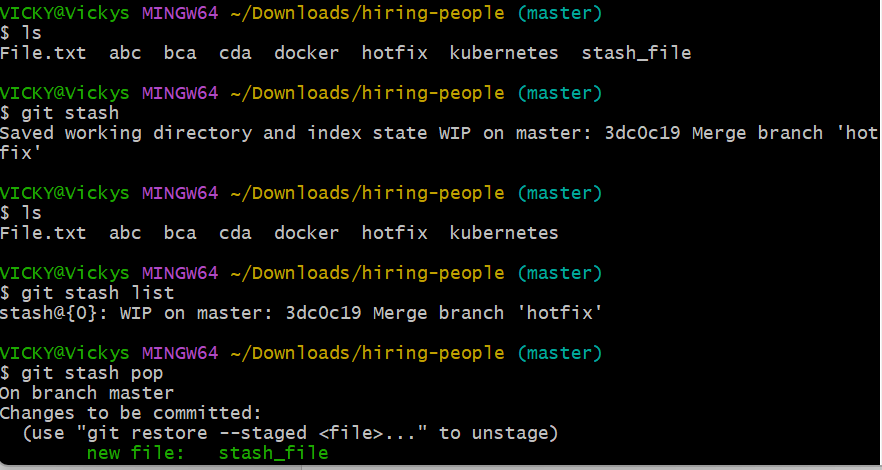 VICKY@Vickys MINGW64 ~/Downloads/hiring-people (master)
$ ls
File.txt  abc  bca  cda  docker  hotfix  kubernetes  stash_file

VICKY@Vickys MINGW64 ~/Downloads/hiring-people (master)
$ git stash
Saved working directory and index state WIP on master: 3dc0c19 Merge branch 'hot
fix'

VICKY@Vickys MINGW64 ~/Downloads/hiring-people (master)
$ ls
File.txt  abc  bca  cda  docker  hotfix  kubernetes

VICKY@Vickys MINGW64 ~/Downloads/hiring-people (master)
$ git stash list
stash@{0}: WIP on master: 3dc0c19 Merge branch 'hotfix'

VICKY@Vickys MINGW64 ~/Downloads/hiring-people (master)
$ git stash pop
On branch master
Changes to be committed:
  (use "git restore --staged <file>..." to unstage)
        new file:   stash_file